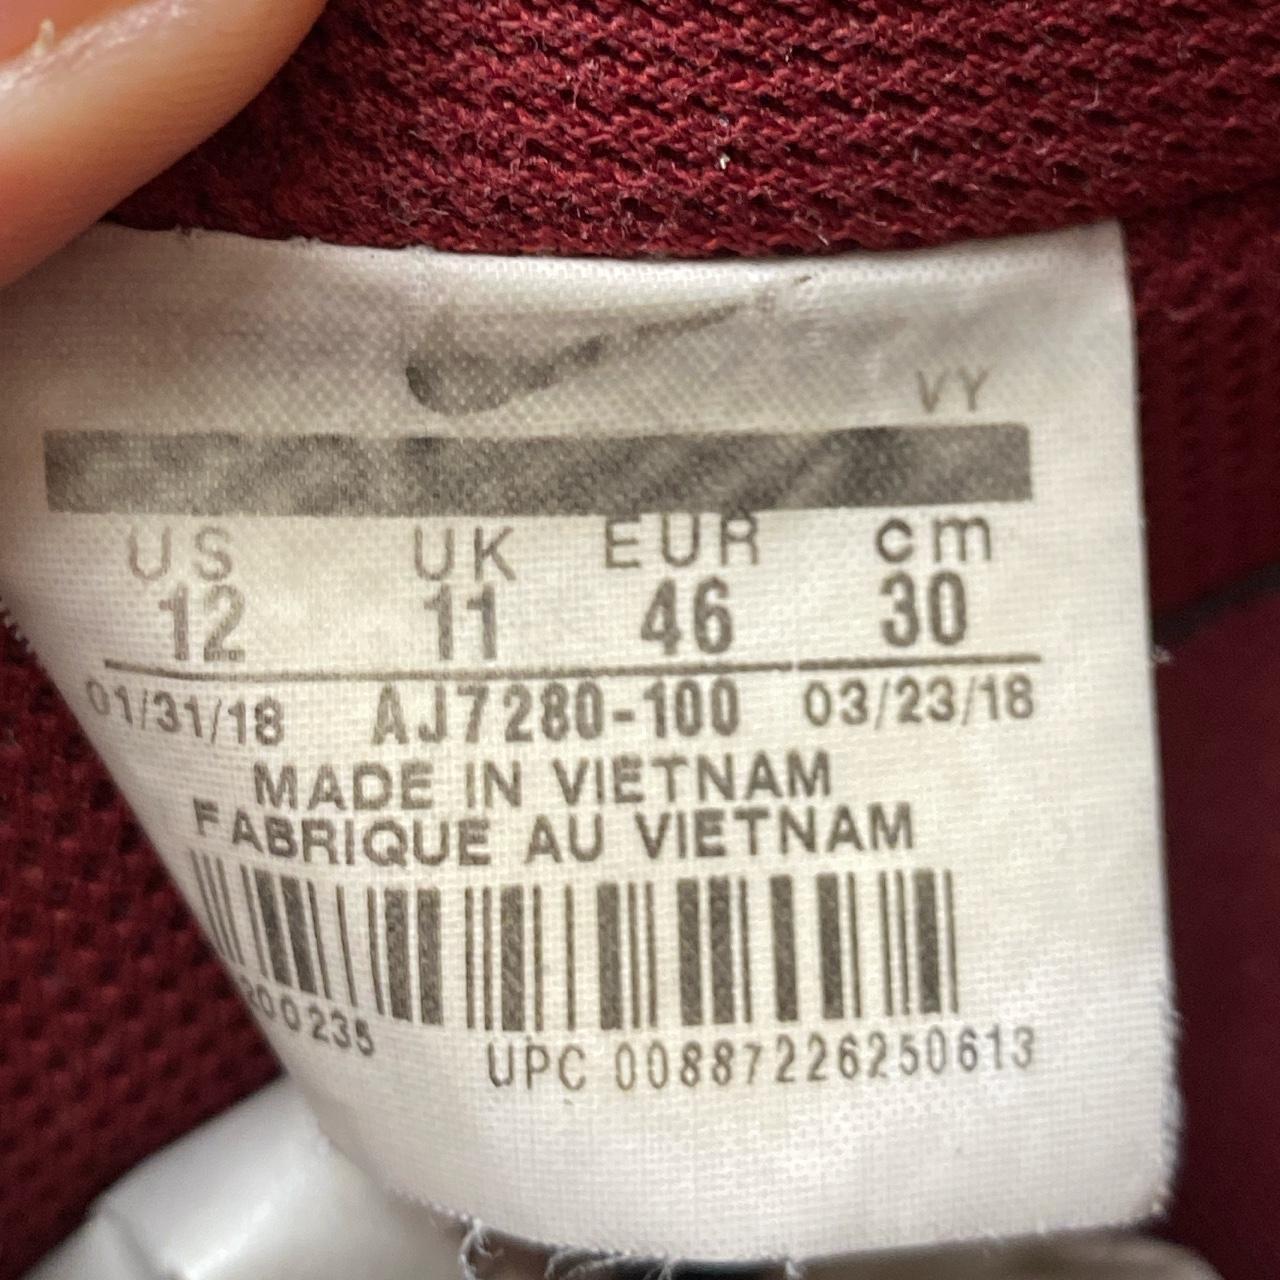 VY
US UK EUR cm
12 11 46 30
01/31/18 AJ7280-100 03/23/18
MADE IN VIETNAM
FABRIQUE AU VIETNAM
00235
UPC 00887226250613